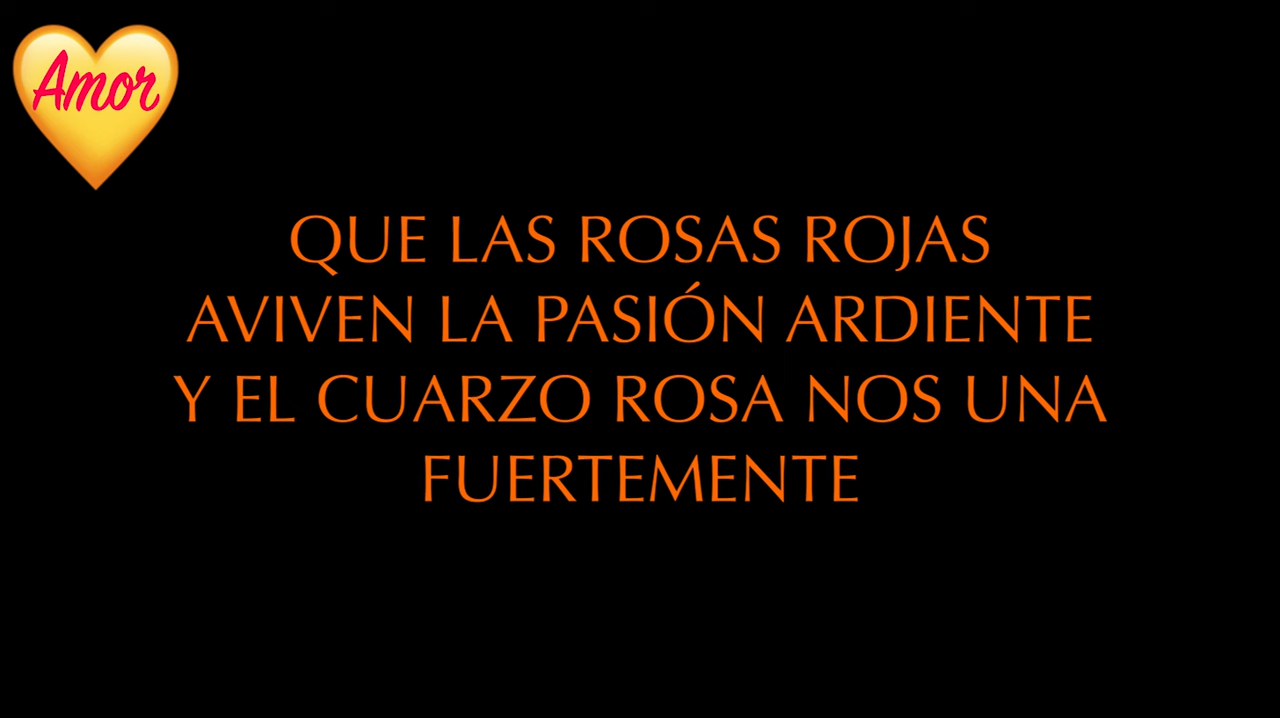 Amor
QUE LAS ROSAS ROJAS
AVIVEN LA PASIÓN ARDIENTE
Y EL CUARZO ROSA NOS UNA
FUERTEMENTE